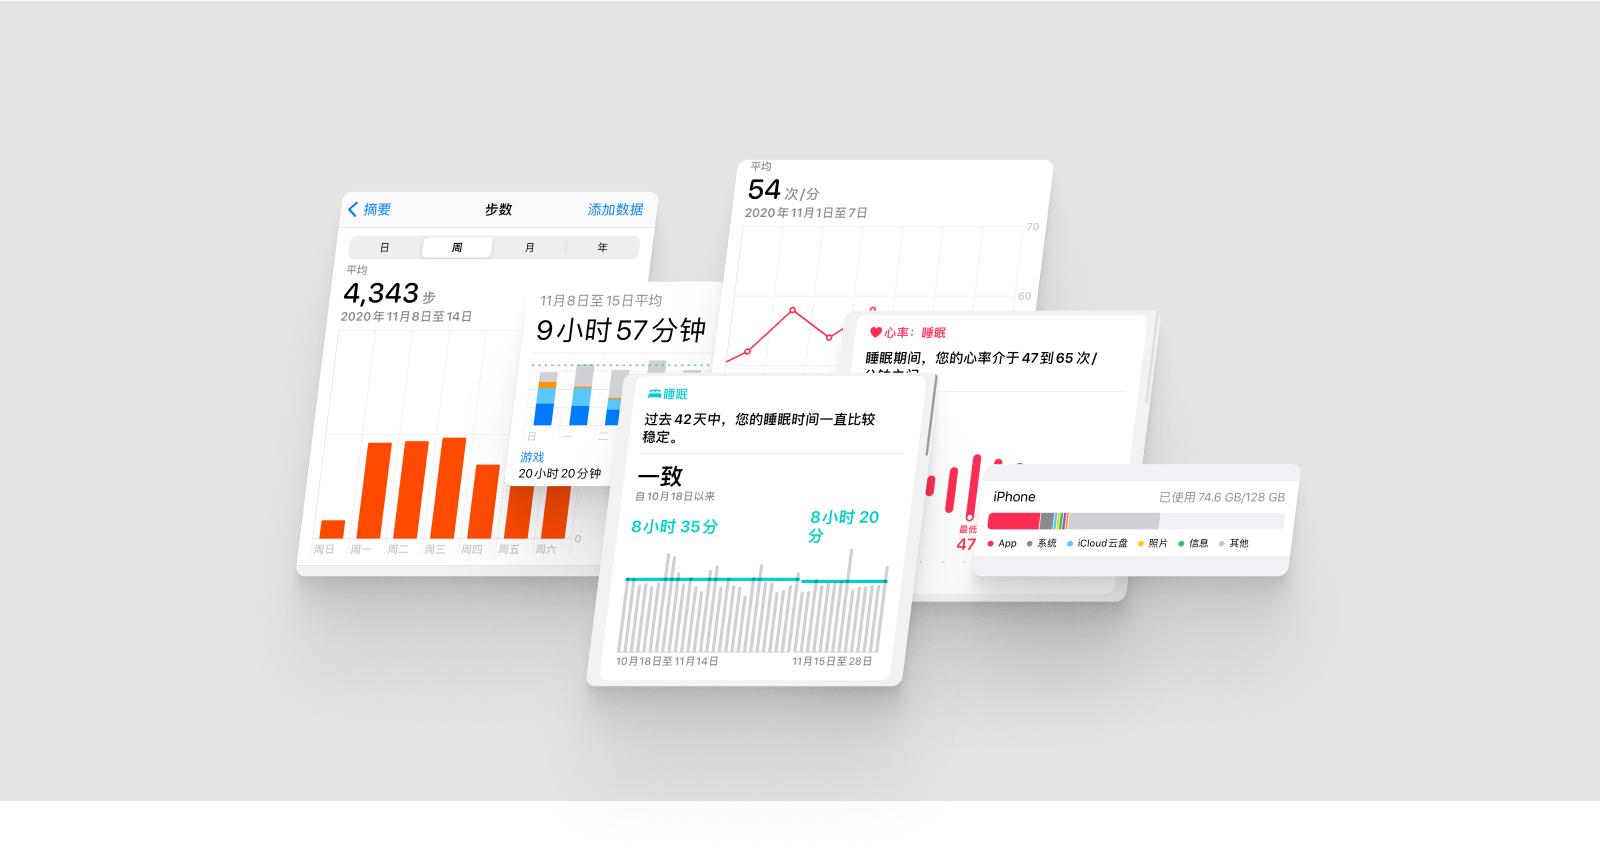 摘要
步数
添加数据
日
周
月
年
平均
4,343 步
2020年11月8日至14日
0
周日
周一
周二
周三
周四
周五
周六
11月8日至15日平均
9小时57分钟
日
一
二
游戏
20小时20分钟
平均
54 次/分
2020年11月1日至7日
70
60
心率：睡眠
睡眠期间，您的心率介于47到65次/
最低
47
睡眠
过去42天中，您的睡眠时间一直比较
稳定。
一致
自10月18日以来
8小时35分
8小时20
分
10月18日至11月14日
11月15日至28日
iPhone
已使用 74.6 GB/128 GB
App
系统
iCloud云盘
照片
信息
其他